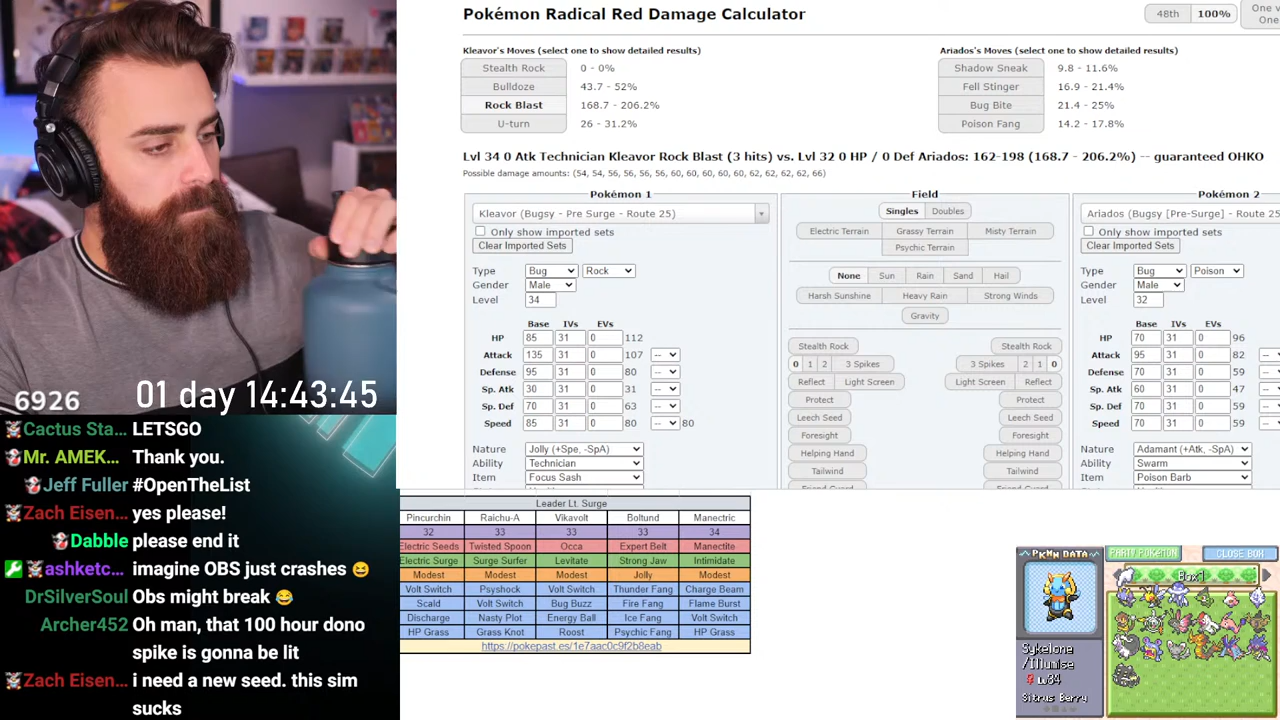 Pokémon Radical Red Damage Calculator
48th 100% One v
One
Kleavor's Moves (select one to show detailed results)
Stealth Rock 0 - 0%
Bulldoze 43.7 - 52%
Rock Blast 168.7 - 206.2%
U-turn 26 - 31.2%
Ariados's Moves (select one to show detailed results)
Shadow Sneak 9.8 - 11.6%
Fell Stinger 16.9 - 21.4%
Bug Bite 21.4 - 25%
Poison Fang 14.2 - 17.8%
Lvl 34 0 Atk Technician Kleavor Rock Blast (3 hits) vs. Lvl 32 0 HP / 0 Def Ariados: 162-198 (168.7 - 206.2%) -- guaranteed OHKO
Possible damage amounts: (54, 54, 56, 56, 56, 56, 60, 60, 60, 60, 60, 62, 62, 62, 62, 66)
Pokémon 1
Kleavor (Bugsy - Pre Surge - Route 25)
Only show imported sets
Clear Imported Sets
Type Bug Rock
Gender Male
Level 34
Base IVs EVs
HP 85 31 0 112
Attack 135 31 0 107 --
Defense 95 31 0 80 --
Sp. Atk 30 31 0 31 --
Sp. Def 70 31 0 63 --
Speed 85 31 0 80 -- 80
Nature Jolly (+Spe, -SpA)
Ability Technician
Item Focus Sash
Field
Singles Doubles
Electric Terrain Grassy Terrain Misty Terrain
Psychic Terrain
None Sun Rain Sand Hail
Harsh Sunshine Heavy Rain Strong Winds
Gravity
Stealth Rock Stealth Rock
0 1 2 3 Spikes 3 Spikes 2 1 0
Reflect Light Screen Light Screen Reflect
Protect Protect
Leech Seed Leech Seed
Foresight Foresight
Helping Hand Helping Hand
Tailwind Tailwind
Pokémon 2
Ariados (Bugsy [Pre-Surge] - Route 25
Only show imported sets
Clear Imported Sets
Type Bug Poison
Gender Male
Level 32
Base IVs EVs
HP 70 31 0 96
Attack 95 31 0 82
Defense 70 31 0 59
Sp. Atk 60 31 0 47
Sp. Def 70 31 0 59
Speed 70 31 0 59
Nature Adamant (+Atk, -SpA)
Ability Swarm
Item Poison Barb
6926 01 day 14:43:45
Cactus Sta... LETSGO
Mr. AMEK... Thank you.
Jeff Fuller #OpenTheList
Zach Eisen... yes please!
Dabble please end it
ashketc... imagine OBS just crashes 😆
DrSilverSoul Obs might break 😂
Archer452 Oh man, that 100 hour dono
spike is gonna be lit
Zach Eisen... i need a new seed. this sim
sucks
Leader Lt. Surge
Pincurchin Raichu-A Vikavolt Boltund Manectric
32 33 33 33 34
Electric Seeds Twisted Spoon Occa Expert Belt Manectite
Electric Surge Surge Surfer Levitate Strong Jaw Intimidate
Modest Modest Modest Jolly Modest
Volt Switch Psyshock Volt Switch Thunder Fang Charge Beam
Scald Volt Switch Bug Buzz Fire Fang Flame Burst
Discharge Nasty Plot Energy Ball Ice Fang Volt Switch
HP Grass Grass Knot Roost Psychic Fang HP Grass
https://pokepast.es/1e7aac0c9f2b8eab
PKMN DATA PARTY POKéMON CLOSE BOX
Box1
Sykelone
/Illumise
♀ Lv34
Sitrus Berry